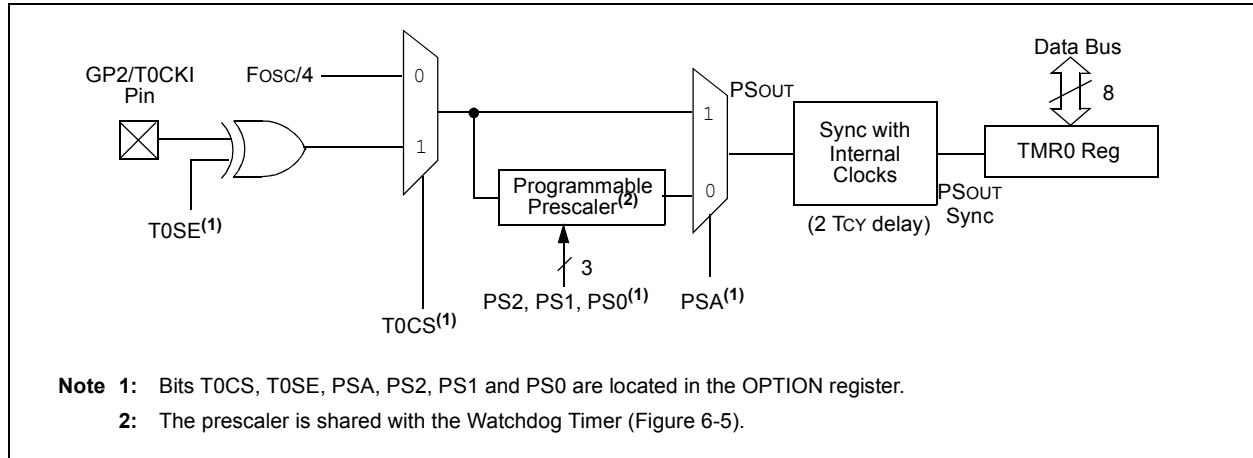 GP2/T0CKI
Pin
T0SE(1)
FOSC/4
0
1
T0CS(1)
Programmable
Prescaler(2)
3
PS2, PS1, PS0(1)
1
0
PSA(1)
PSOUT
Sync with
Internal
Clocks
(2 TCY delay)
PSOUT
Sync
Data Bus
8
TMR0 Reg
Note 1: Bits T0CS, T0SE, PSA, PS2, PS1 and PS0 are located in the OPTION register.
2: The prescaler is shared with the Watchdog Timer (Figure 6-5).